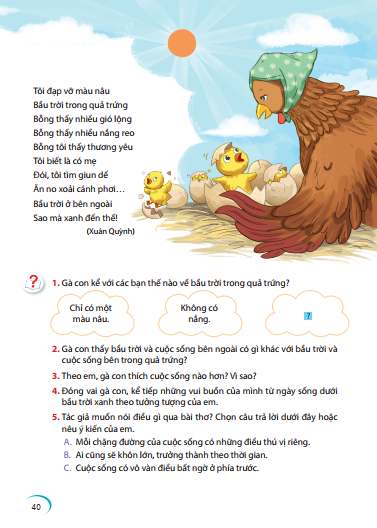 Tôi đạp vỡ màu nâu
Bầu trời trong quả trứng
Bỗng thấy nhiều gió lộng
Bỗng thấy nhiều nắng reo
Bỗng tôi thấy thương yêu
Tôi biết là có mẹ
Đói, tôi tìm giun dế
Ăn no xoải cánh phơi...
Bầu trời ở bên ngoài
Sao mà xanh đến thế!
(Xuân Quỳnh)
?
1. Gà con kể với các bạn thế nào về bầu trời trong quả trứng?
Chỉ có một
màu nâu.
Không có
nắng.
?
2. Gà con thấy bầu trời và cuộc sống bên ngoài có gì khác với bầu trời và
cuộc sống bên trong quả trứng?
3. Theo em, gà con thích cuộc sống nào hơn? Vì sao?
4. Đóng vai gà con, kể tiếp những vui buồn của mình từ ngày sống dưới
bầu trời xanh theo tưởng tượng của em.
5. Tác giả muốn nói điều gì qua bài thơ? Chọn câu trả lời dưới đây hoặc
nêu ý kiến của em.
A. Mỗi chặng đường của cuộc sống có những điều thú vị riêng.
B. Ai cũng sẽ khôn lớn, trưởng thành theo thời gian.
C. Cuộc sống có vô vàn điều bất ngờ ở phía trước.
40